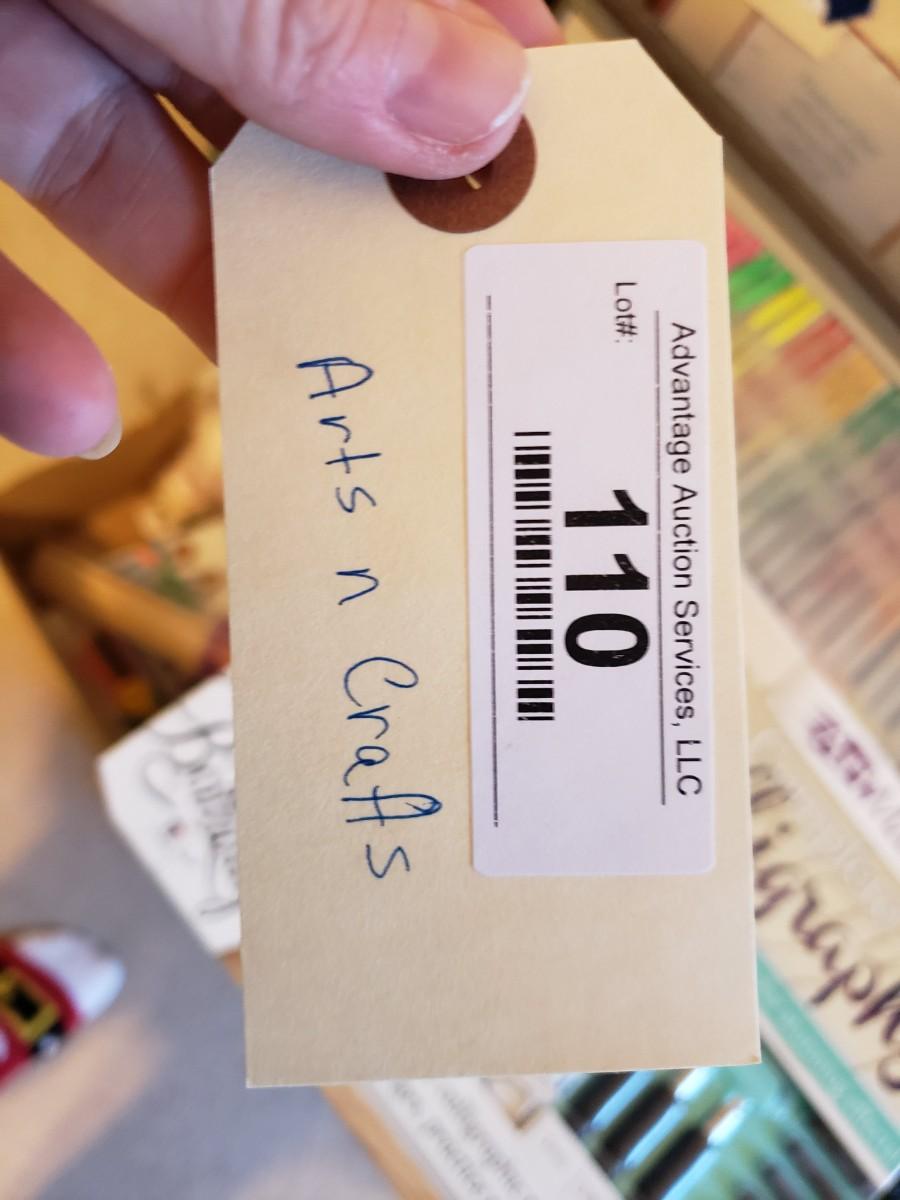 Advantage Auction Services, LLC
Lot#:
110
Arts n Crafts